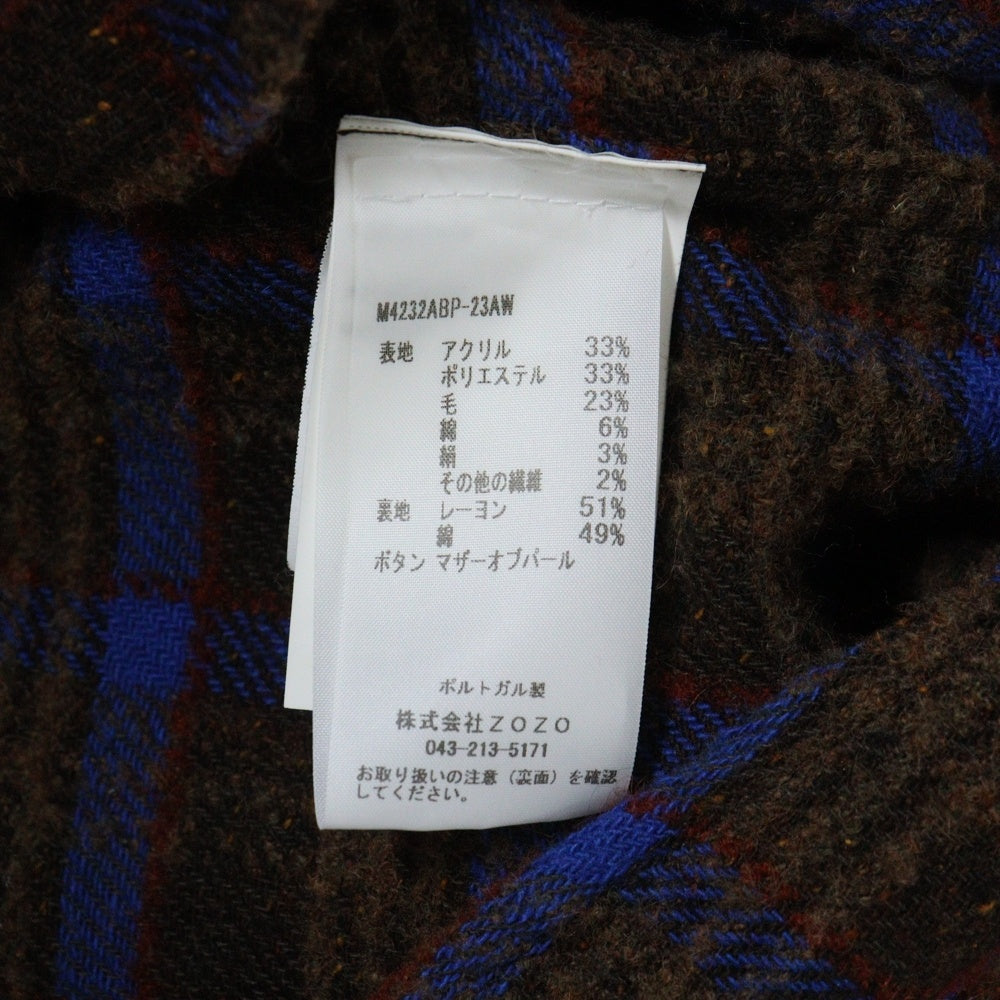 M4232ABP-23AW
表地 アクリル 33%
ポリエステル 33%
毛 23%
綿 6%
絹 3%
その他の繊維 2%
裏地 レーヨン 51%
綿 49%
ボタン マザーオブパール
ポルトガル製
株式会社ZOZO
043-213-5171
お取り扱いの注意（裏面）を確認
してください。